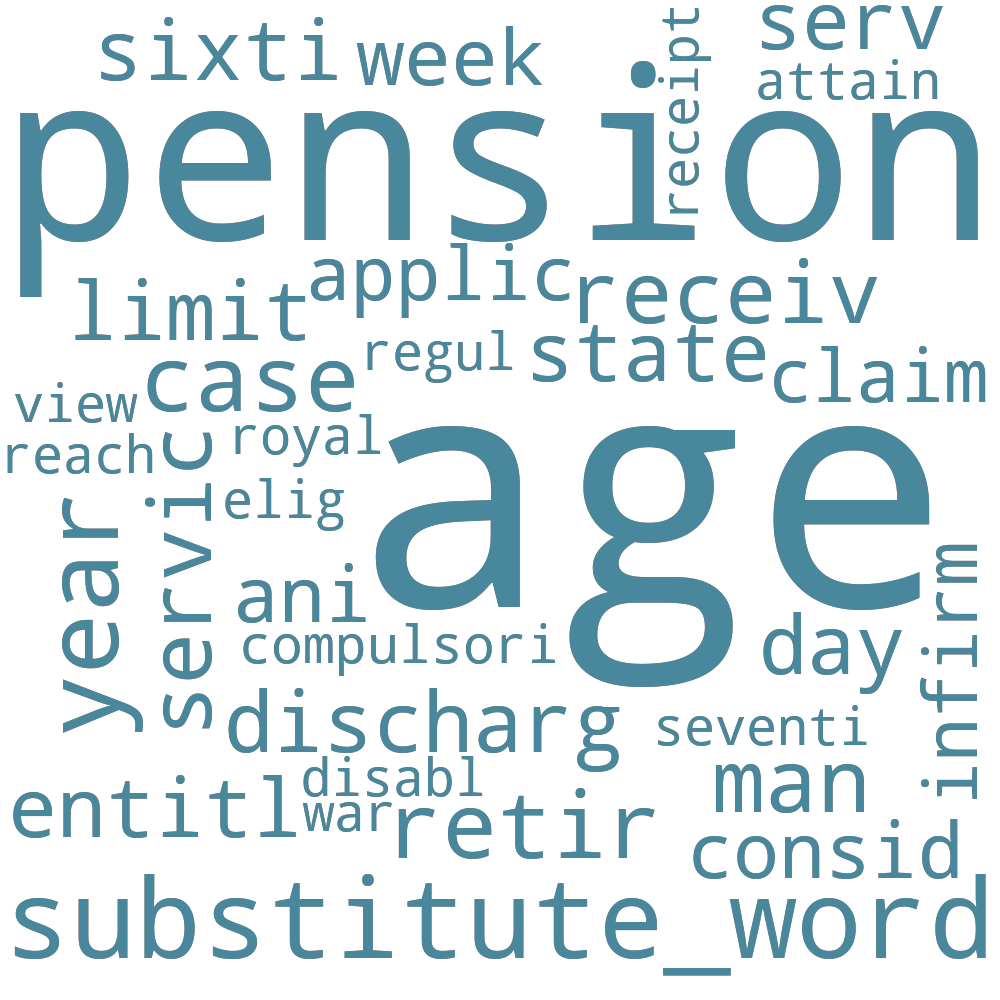 sixti week receipt serv
attain
pension
limit applic receiv
regul state claim
view case
reach royal
age
year servic elig
ani infirm
compulsori day
discharg seventi
disabl man
entitl war retir
consid
substitute_word